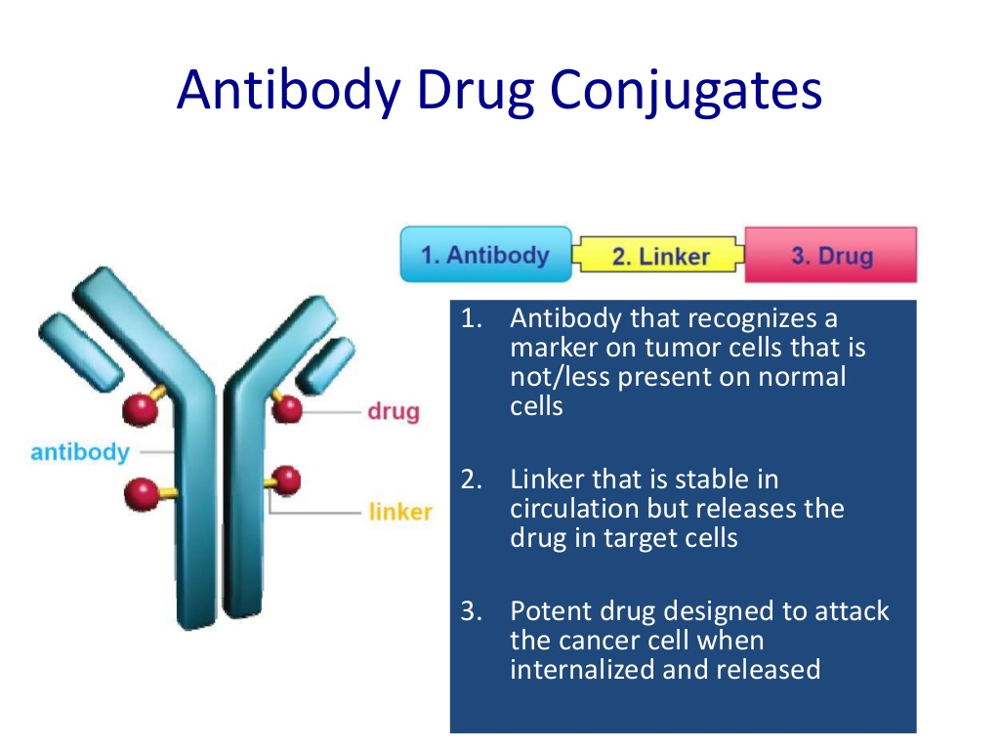 Antibody Drug Conjugates
1. Antibody
2. Linker
3. Drug
drug
antibody
linker
1. Antibody that recognizes a
marker on tumor cells that is
not/less present on normal
cells
2. Linker that is stable in
circulation but releases the
drug in target cells
3. Potent drug designed to attack
the cancer cell when
internalized and released